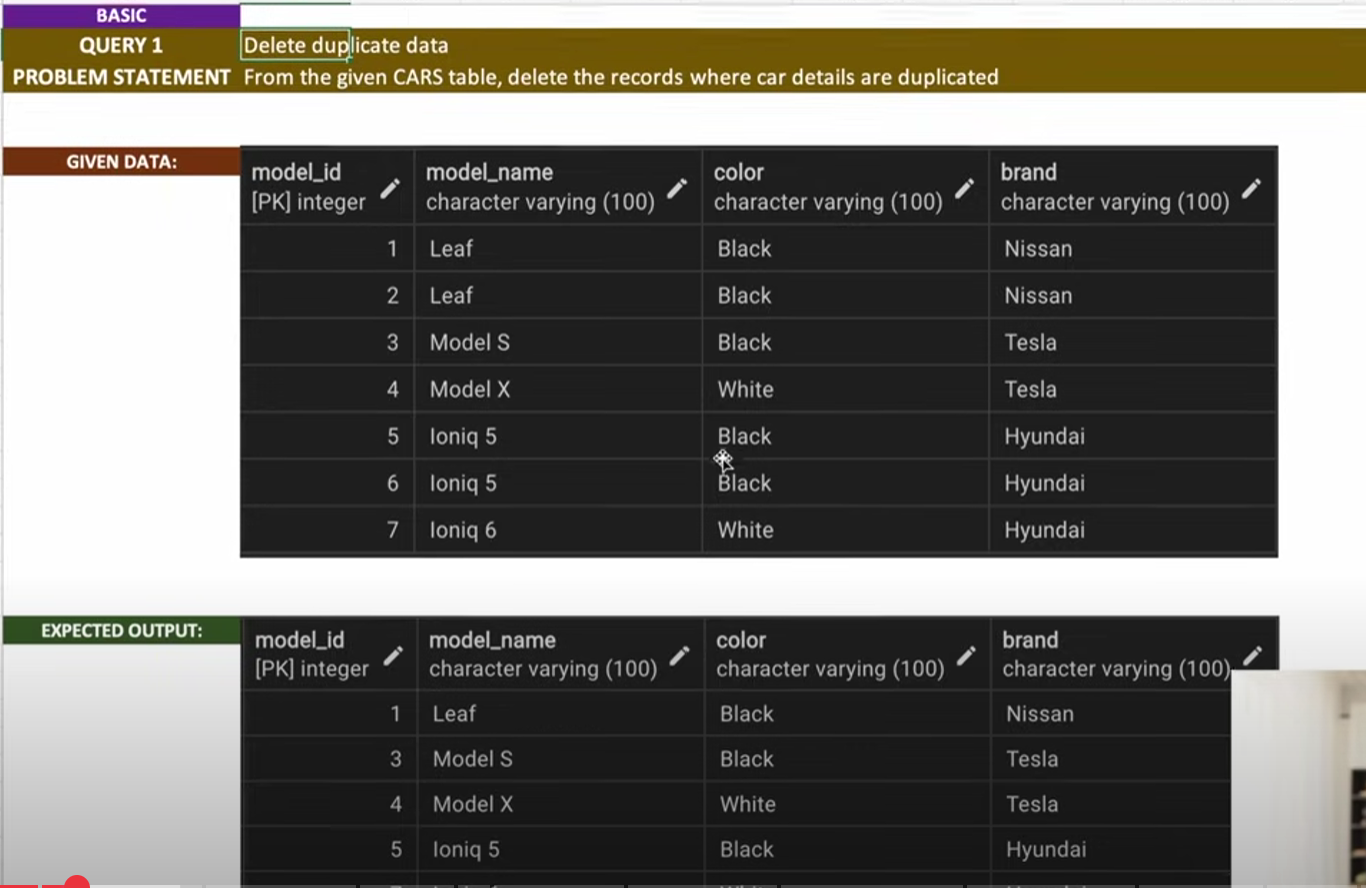 BASIC
QUERY 1 Delete duplicate data
PROBLEM STATEMENT From the given CARS table, delete the records where car details are duplicated
GIVEN DATA:
model_id model_name color brand
[PK] integer character varying (100) character varying (100) character varying (100)
1 Leaf Black Nissan
2 Leaf Black Nissan
3 Model S Black Tesla
4 Model X White Tesla
5 Ioniq 5 Black Hyundai
6 Ioniq 5 Black Hyundai
7 Ioniq 6 White Hyundai
EXPECTED OUTPUT:
model_id model_name color brand
[PK] integer character varying (100) character varying (100) character varying (100)
1 Leaf Black Nissan
3 Model S Black Tesla
4 Model X White Tesla
5 Ioniq 5 Black Hyundai